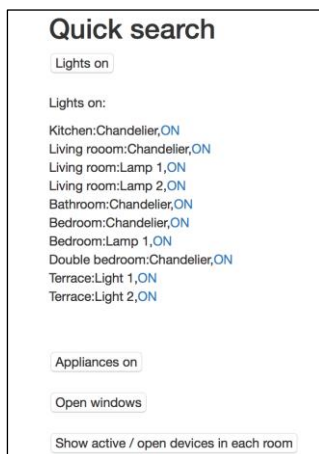 Quick search
Lights on
Lights on:
Kitchen:Chandelier,ON
Living rooom:Chandelier,ON
Living room:Lamp 1,ON
Living room:Lamp 2,ON
Bathroom:Chandelier,ON
Bedroom:Chandelier,ON
Bedroom:Lamp 1,ON
Double bedroom:Chandelier,ON
Terrace:Light 1,ON
Terrace:Light 2,ON
Appliances on
Open windows
Show active / open devices in each room